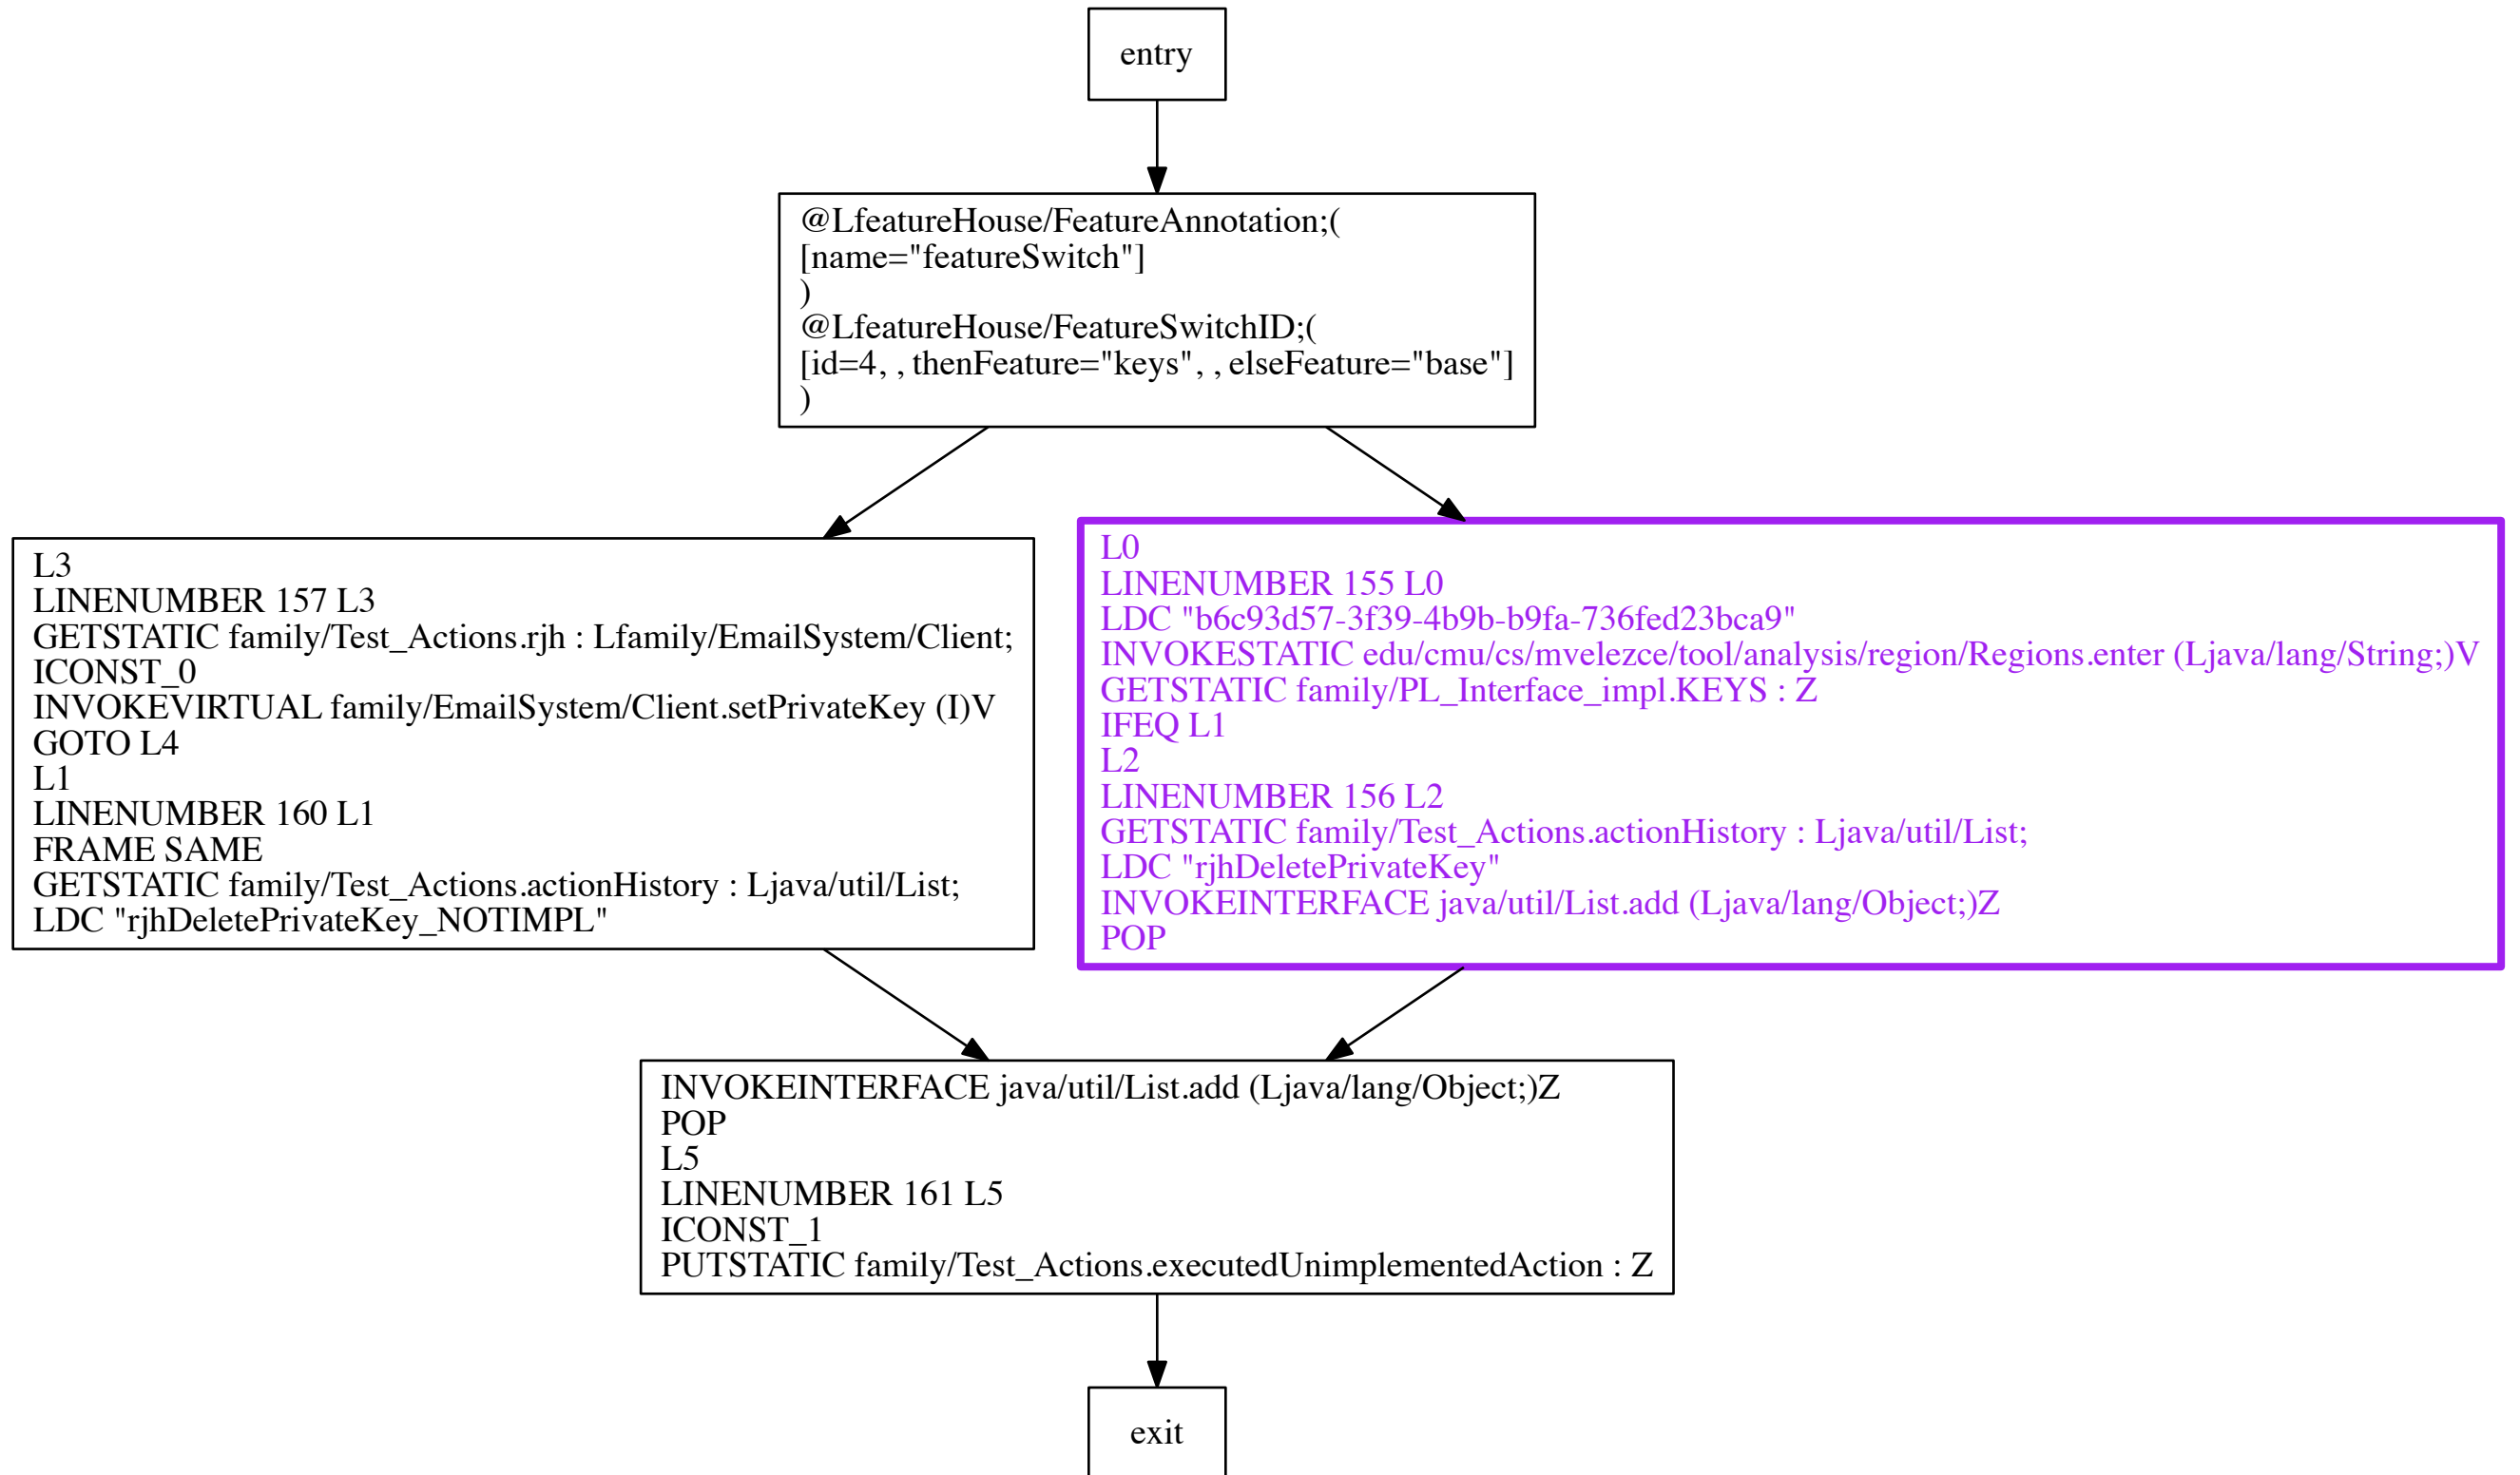 entry
@LfeatureHouse/FeatureAnnotation;(
[name="featureSwitch"]
)
@LfeatureHouse/FeatureSwitchID;(
[id=4, , thenFeature="keys", , elseFeature="base"]
)
L3
LINENUMBER 157 L3
GETSTATIC family/Test_Actions.rjh : Lfamily/EmailSystem/Client;
ICONST_0
INVOKEVIRTUAL family/EmailSystem/Client.setPrivateKey (I)V
GOTO L4
L1
LINENUMBER 160 L1
FRAME SAME
GETSTATIC family/Test_Actions.actionHistory : Ljava/util/List;
LDC "rjhDeletePrivateKey_NOTIMPL"
L0
LINENUMBER 155 L0
LDC "b6c93d57-3f39-4b9b-b9fa-736fed23bca9"
INVOKESTATIC edu/cmu/cs/mvelezce/tool/analysis/region/Regions.enter (Ljava/lang/String;)V
GETSTATIC family/PL_Interface_impl.KEYS : Z
IFEQ L1
L2
LINENUMBER 156 L2
GETSTATIC family/Test_Actions.actionHistory : Ljava/util/List;
LDC "rjhDeletePrivateKey"
INVOKEINTERFACE java/util/List.add (Ljava/lang/Object;)Z
POP
INVOKEINTERFACE java/util/List.add (Ljava/lang/Object;)Z
POP
L5
LINENUMBER 161 L5
ICONST_1
PUTSTATIC family/Test_Actions.executedUnimplementedAction : Z
exit